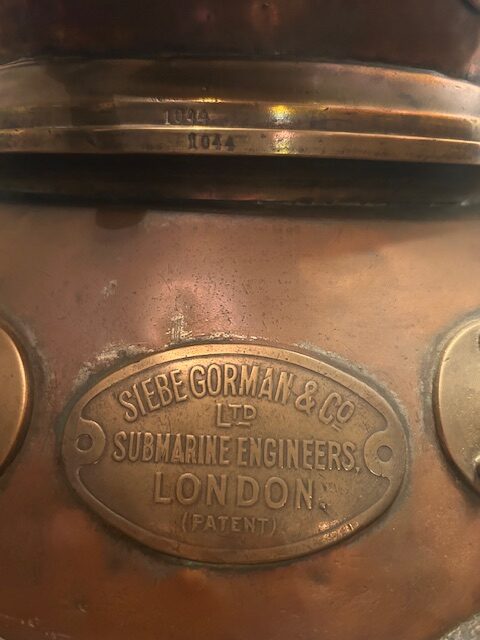 1044
1044
SIEBE GORMAN & Cº
LTD
SUBMARINE ENGINEERS.
LONDON.
(PATENT)